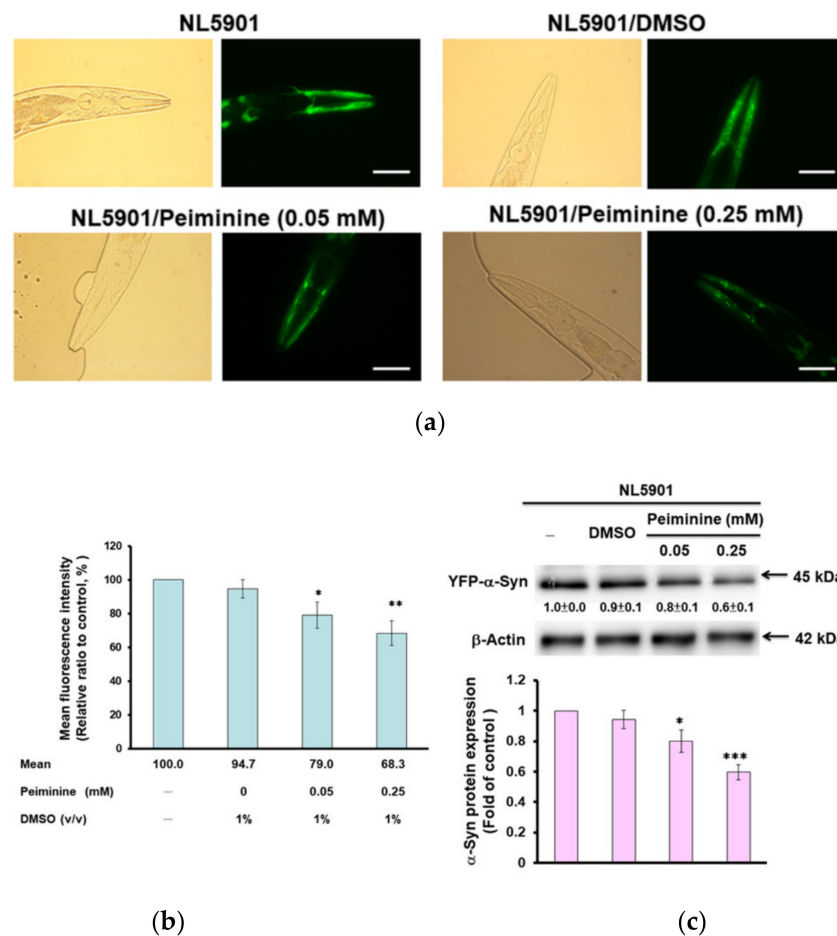 NL5901
NL5901/DMSO
NL5901/Peiminine (0.05 mM)
NL5901/Peiminine (0.25 mM)
(a)
Mean fluorescence intensity
(Relative ratio to control, %)
120
100
80
60
40
20
0
*
**
Mean 100.0 94.7 79.0 68.3
Peiminine (mM) — 0 0.05 0.25
DMSO (v/v) — 1% 1% 1%
(b)
NL5901
– DMSO Peiminine (mM)
0.05 0.25
YFP-α-Syn 45 kDa
1.0±0.0 0.9±0.1 0.8±0.1 0.6±0.1
β-Actin 42 kD
α-Syn protein expression
(Fold of control )
1.2
1
0.8
0.6
0.4
0.2
0
*
***
(c)